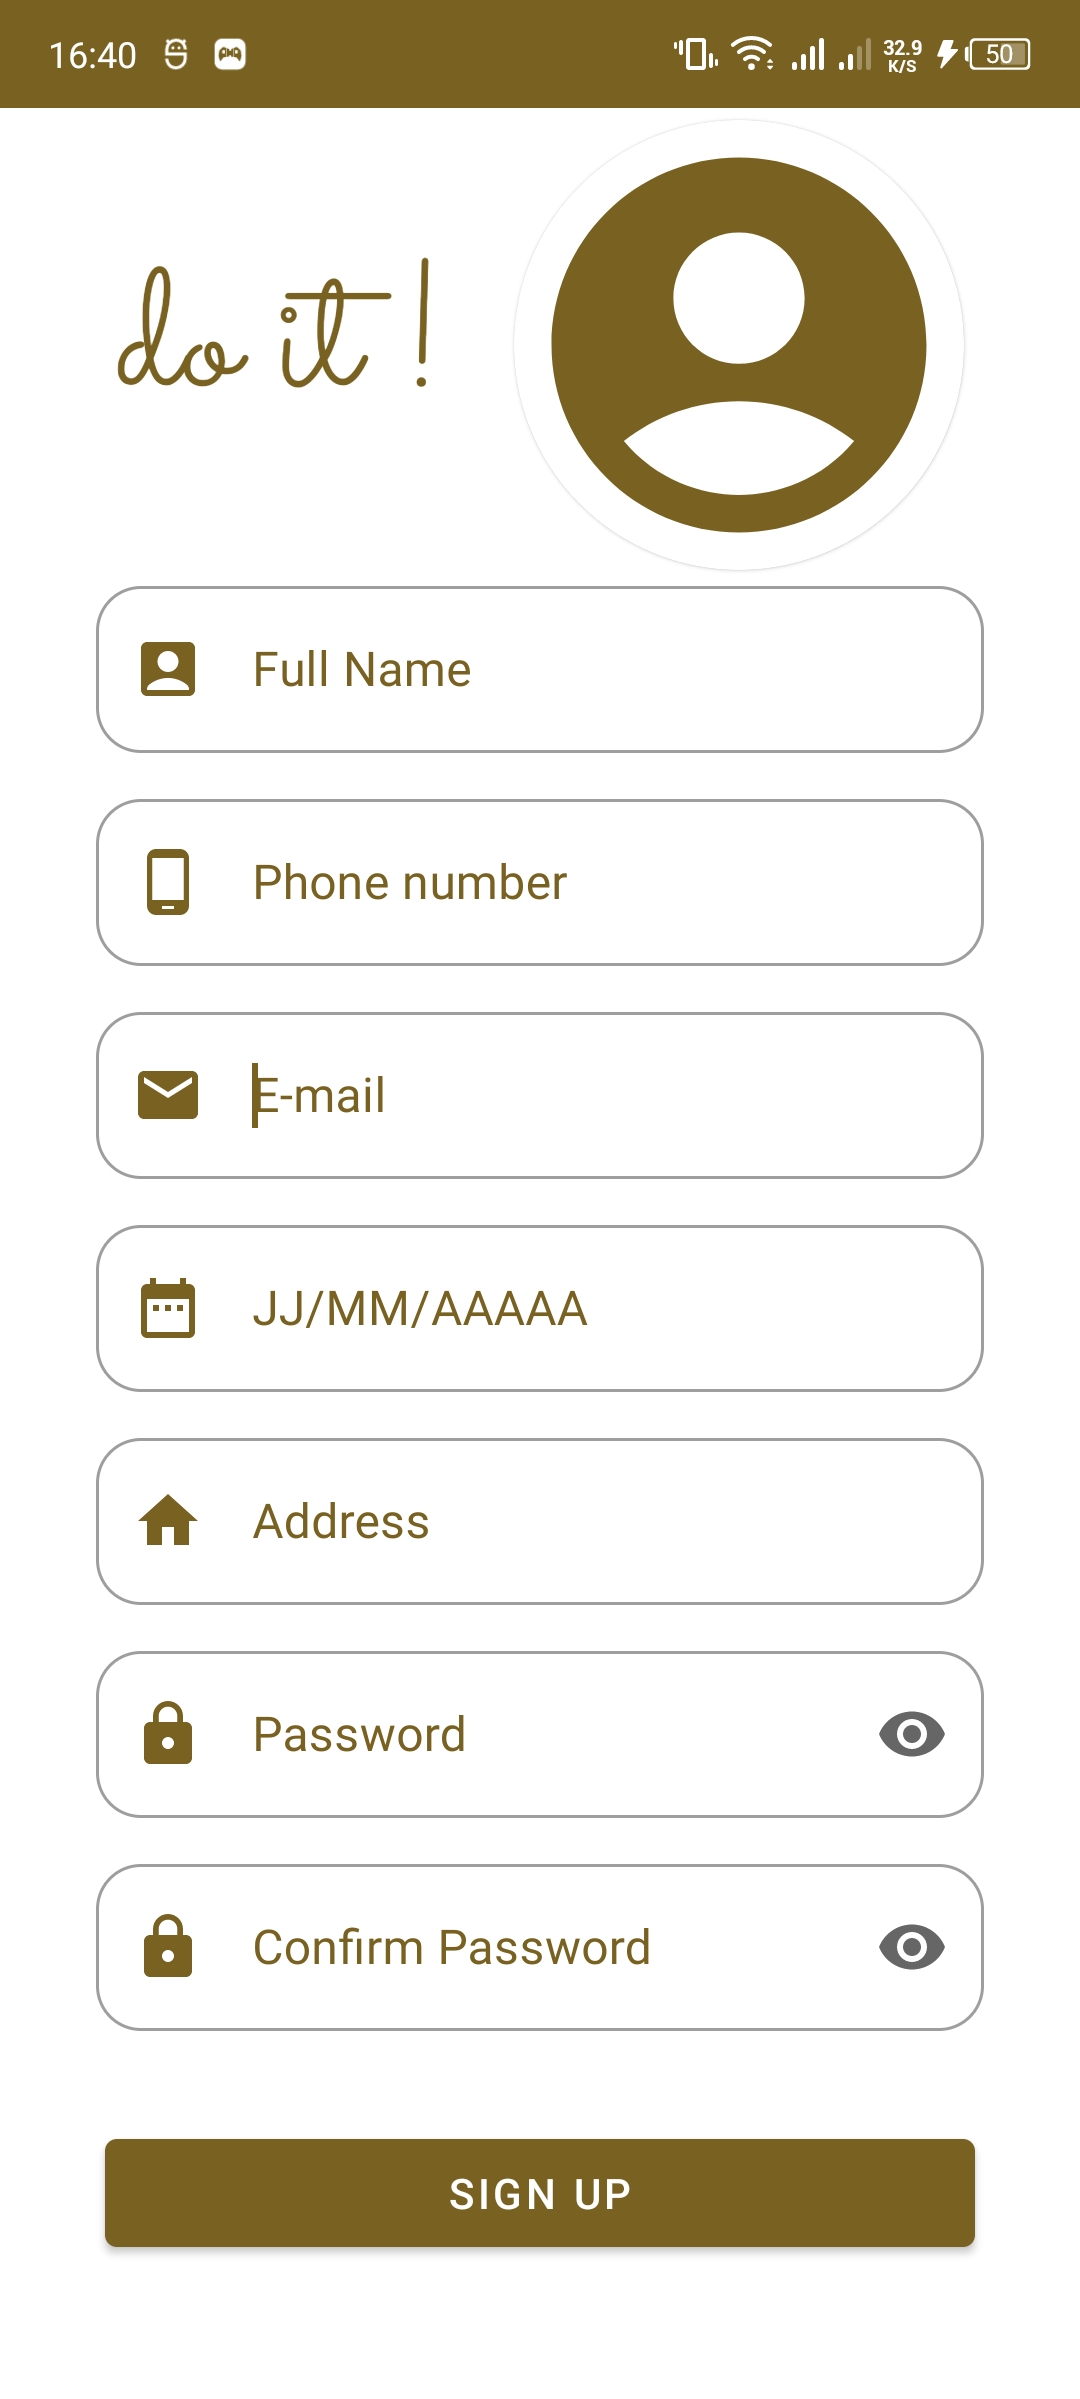 16:40
32.9
K/S
50
do it !
Full Name
Phone number
E-mail
JJ/MM/AAAAA
Address
Password
Confirm Password
SIGN UP